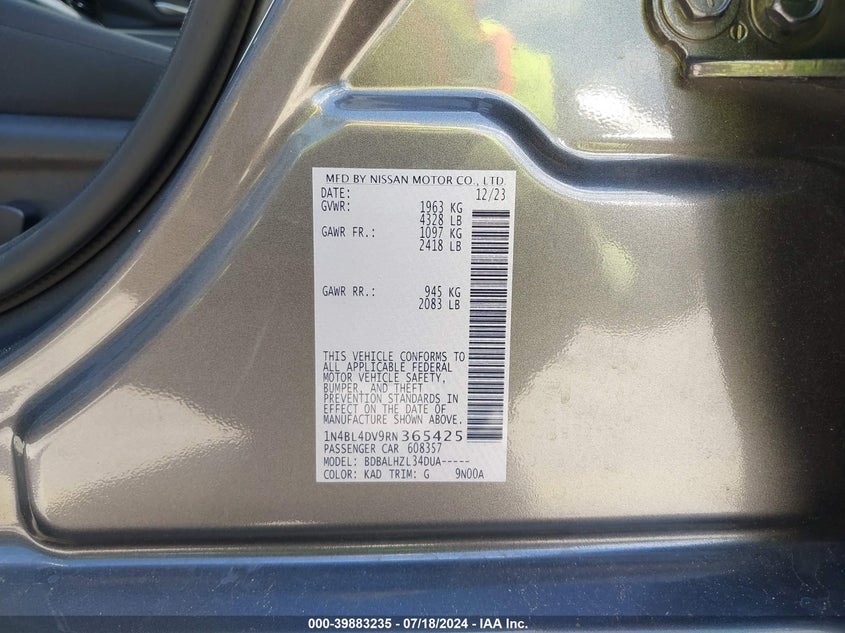 MFD BY NISSAN MOTOR CO., LTD.
DATE: 12/23
GVWR: 1963 KG
4328 LB
GAWR FR.: 1097 KG
2418 LB
GAWR RR.: 945 KG
2083 LB
THIS VEHICLE CONFORMS TO
ALL APPLICABLE FEDERAL
MOTOR VEHICLE SAFETY,
BUMPER, AND THEFT
PREVENTION STANDARDS IN
EFFECT ON THE DATE OF
MANUFACTURE SHOWN ABOVE.
1N4BL4DV9RN365425
PASSENGER CAR 608357
MODEL: BDBALHZL34DUA-----
COLOR: KAD TRIM: G 9N00A
000-39883235 - 07/18/2024 - IAA Inc.